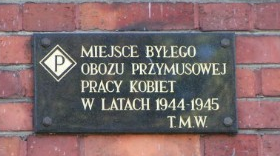 P
MIEJSCE BYŁEGO
OBOZU PRZYMUSOWEJ
PRACY KOBIET
W LATACH 1944-1945
T.M.W.